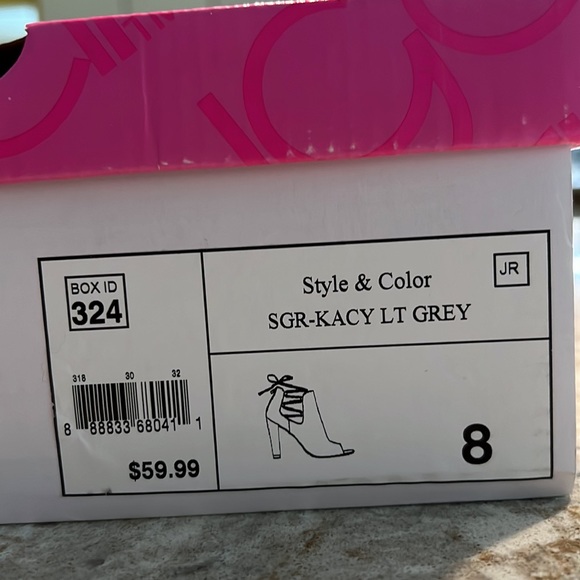 BOX ID
324
318 30 32
8 88833 68041 1
$59.99
Style & Color
JR
SGR-KACY LT GREY
8